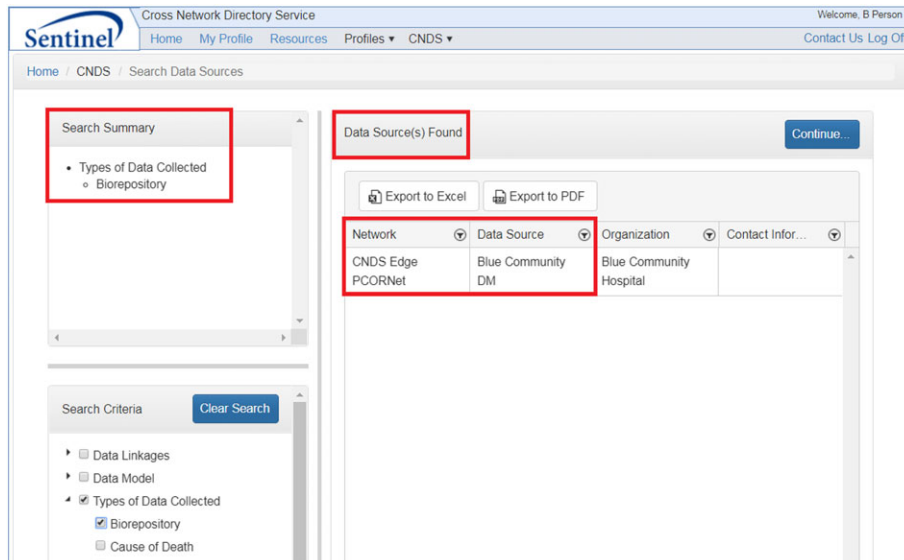 Cross Network Directory Service
Welcome, B Person
Sentinel
Home My Profile Resources Profiles CNDS
Contact Us Log Of
Home / CNDS / Search Data Sources
Search Summary
• Types of Data Collected
◦ Biorepository
Data Source(s) Found
Continue...
Export to Excel
Export to PDF
Network Data Source Organization Contact Infor...
CNDS Edge Blue Community Blue Community
PCORNet DM Hospital
Search Criteria
Clear Search
Data Linkages
Data Model
Types of Data Collected
Biorepository
Cause of Death